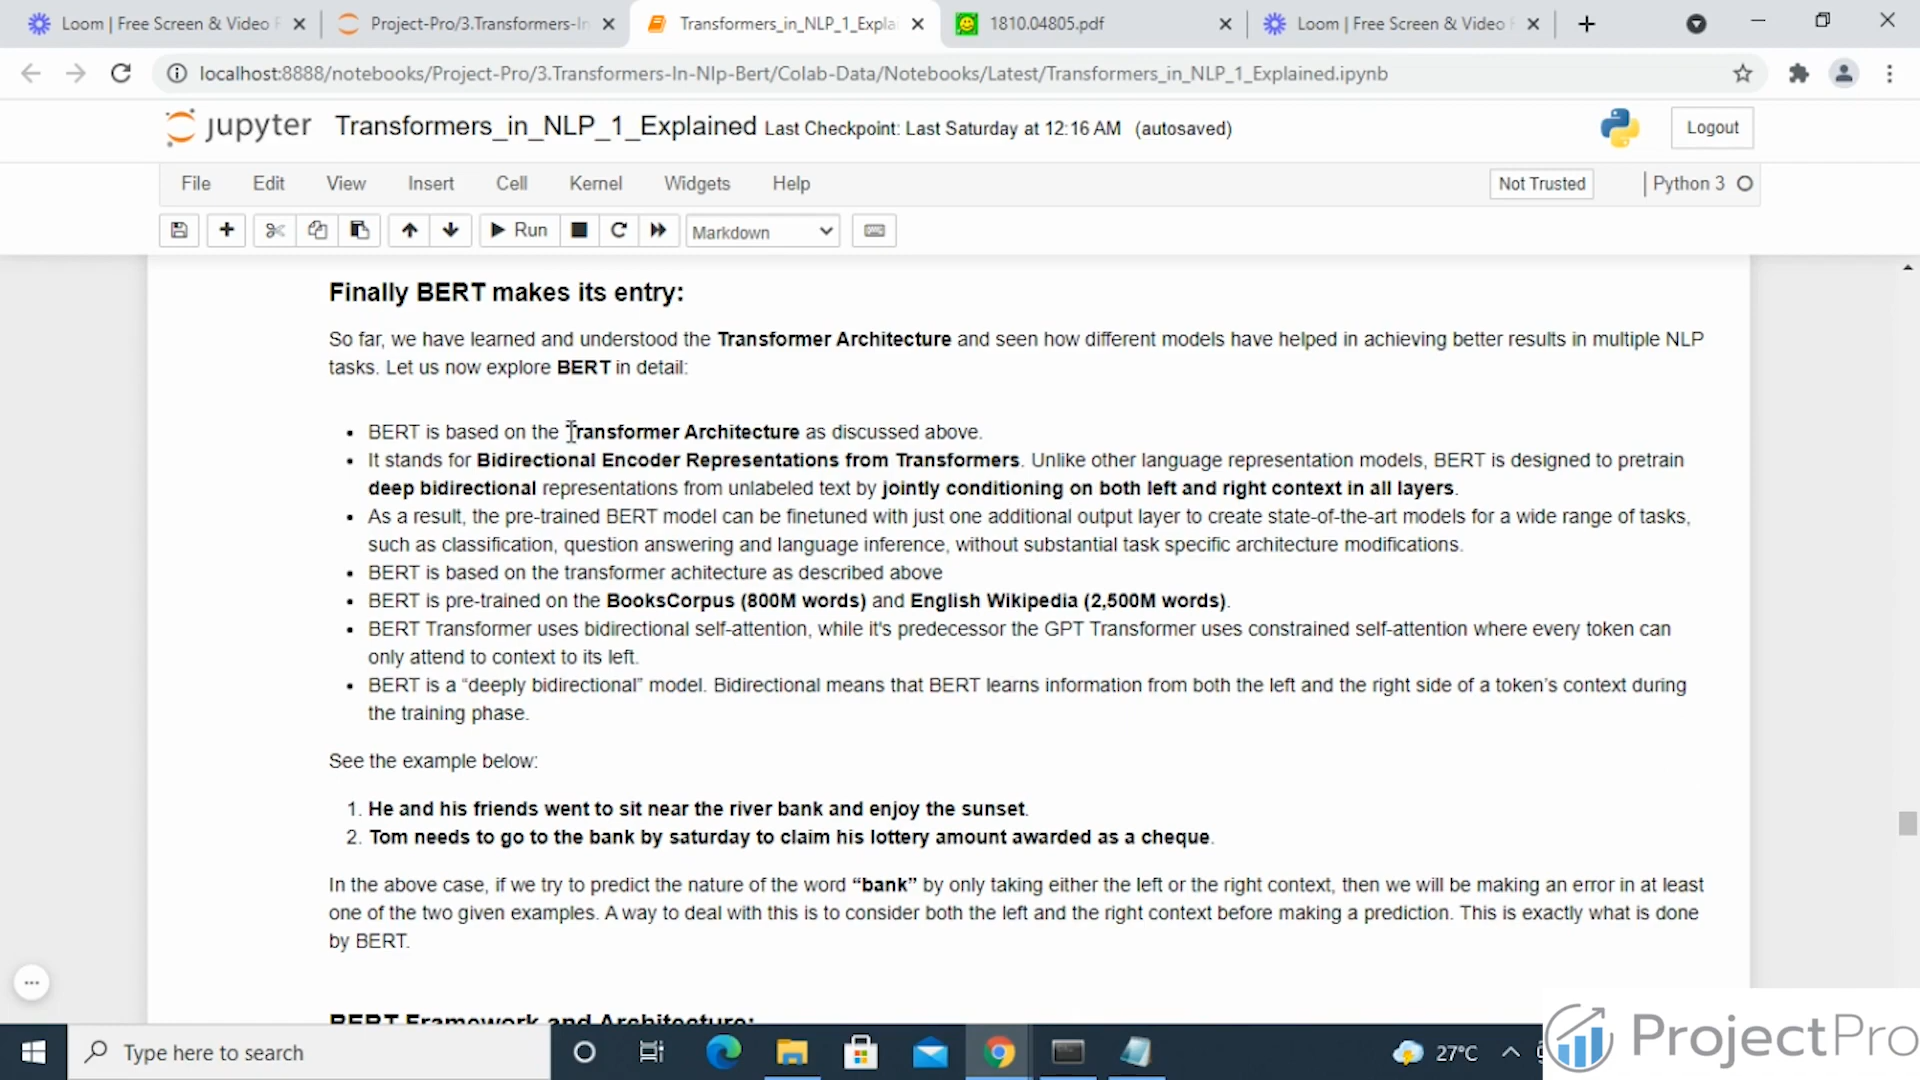 Loom | Free Screen & Video
Project-Pro/3.Transformers-In
Transformers_in_NLP_1_Expla
1810.04805.pdf
Loom | Free Screen & Video
localhost:8888/notebooks/Project-Pro/3.Transformers-In-Nlp-Bert/Colab-Data/Notebooks/Latest/Transformers_in_NLP_1_Explained.ipynb
jupyter Transformers_in_NLP_1_Explained Last Checkpoint: Last Saturday at 12:16 AM (autosaved)
Logout
File Edit View Insert Cell Kernel Widgets Help
Not Trusted
Python 3
Run
Markdown
Finally BERT makes its entry:
So far, we have learned and understood the Transformer Architecture and seen how different models have helped in achieving better results in multiple NLP
tasks. Let us now explore BERT in detail:
• BERT is based on the Transformer Architecture as discussed above.
• It stands for Bidirectional Encoder Representations from Transformers. Unlike other language representation models, BERT is designed to pretrain
deep bidirectional representations from unlabeled text by jointly conditioning on both left and right context in all layers.
• As a result, the pre-trained BERT model can be finetuned with just one additional output layer to create state-of-the-art models for a wide range of tasks,
such as classification, question answering and language inference, without substantial task specific architecture modifications.
• BERT is based on the transformer achitecture as described above
• BERT is pre-trained on the BooksCorpus (800M words) and English Wikipedia (2,500M words).
• BERT Transformer uses bidirectional self-attention, while it's predecessor the GPT Transformer uses constrained self-attention where every token can
only attend to context to its left.
• BERT is a “deeply bidirectional” model. Bidirectional means that BERT learns information from both the left and the right side of a token’s context during
the training phase.
See the example below:
1. He and his friends went to sit near the river bank and enjoy the sunset.
2. Tom needs to go to the bank by saturday to claim his lottery amount awarded as a cheque.
In the above case, if we try to predict the nature of the word “bank” by only taking either the left or the right context, then we will be making an error in at least
one of the two given examples. A way to deal with this is to consider both the left and the right context before making a prediction. This is exactly what is done
by BERT.
BERT Framework and Architecture:
Type here to search
27°C
ProjectPro